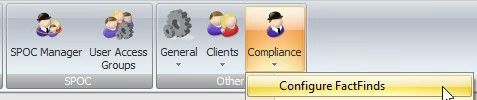 SPOC Manager
User Access
Groups
General
Clients
Compliance
SPOC
Other
Configure FactFinds